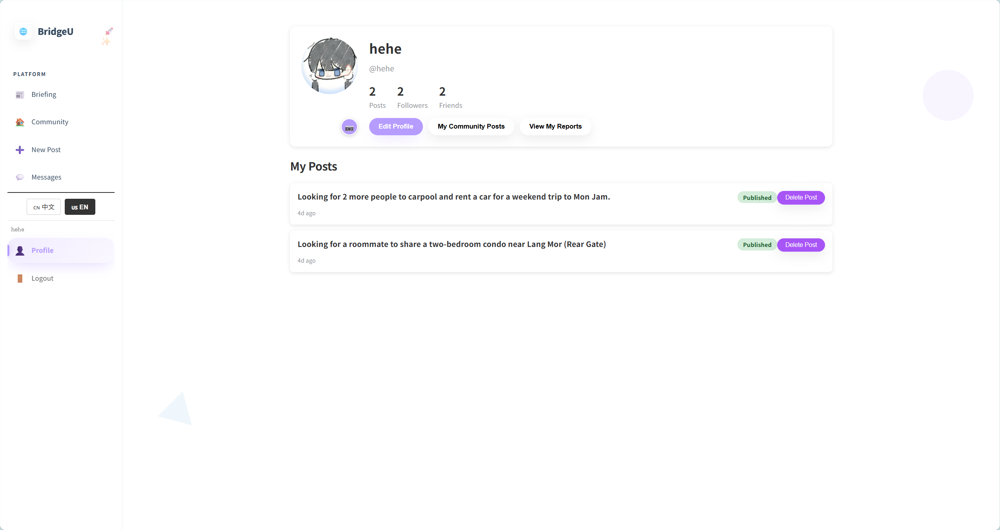 BridgeU
PLATFORM
Briefing
Community
New Post
Messages
CN 中文
US EN
hehe
Profile
Logout
hehe
@hehe
2 2 2
Posts Followers Friends
Edit Profile My Community Posts View My Reports
My Posts
Looking for 2 more people to carpool and rent a car for a weekend trip to Mon Jam. Published Delete Post
4d ago
Looking for a roommate to share a two-bedroom condo near Lang Mor (Rear Gate) Published Delete Post
4d ago